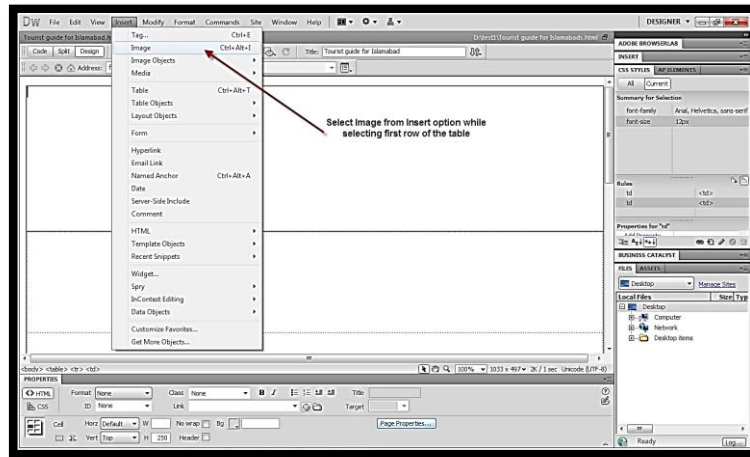 DW File Edit View Insert Modify Format Commands Site Window Help DESIGNER
Tourist guide for Islamabad.h D:\dest1\Tourist guide for Islamabads.html
Code Split Design Title: Tourist guide for Islamabad
Address: f
Tag... Ctrl+E
Image Ctrl+Alt+I
Image Objects
Media
Table Ctrl+Alt+T
Table Objects
Layout Objects
Form
Hyperlink
Email Link
Named Anchor Ctrl+Alt+A
Date
Server-Side Include
Comment
HTML
Template Objects
Recent Snippets
Widget...
Spry
InContext Editing
Data Objects
Customize Favorites...
Get More Objects...
Select Image from Insert option while
selecting first row of the table
ADOBE BROWSERLAB
INSERT
CSS STYLES AP ELEMENTS
All Current
Summary for Selection
font-family Arial, Helvetica, sans-serif
font-size 12px
Rules
td <td>
td <td>
Properties for "td"
Add Property
BUSINESS CATALYST
FILES ASSETS
Desktop Manage Sites
Local Files Size Typ
Desktop
Computer
Network
Desktop items
Ready Log...
<body> <table> <tr> <td> 100% 1033 x 497 2K / 1 sec Unicode (UTF-8)
PROPERTIES
HTML Format None Class None B I Title
CSS ID None Link Target
Cell Horz Default W No wrap Bg Page Properties...
Vert Top H 250 Header